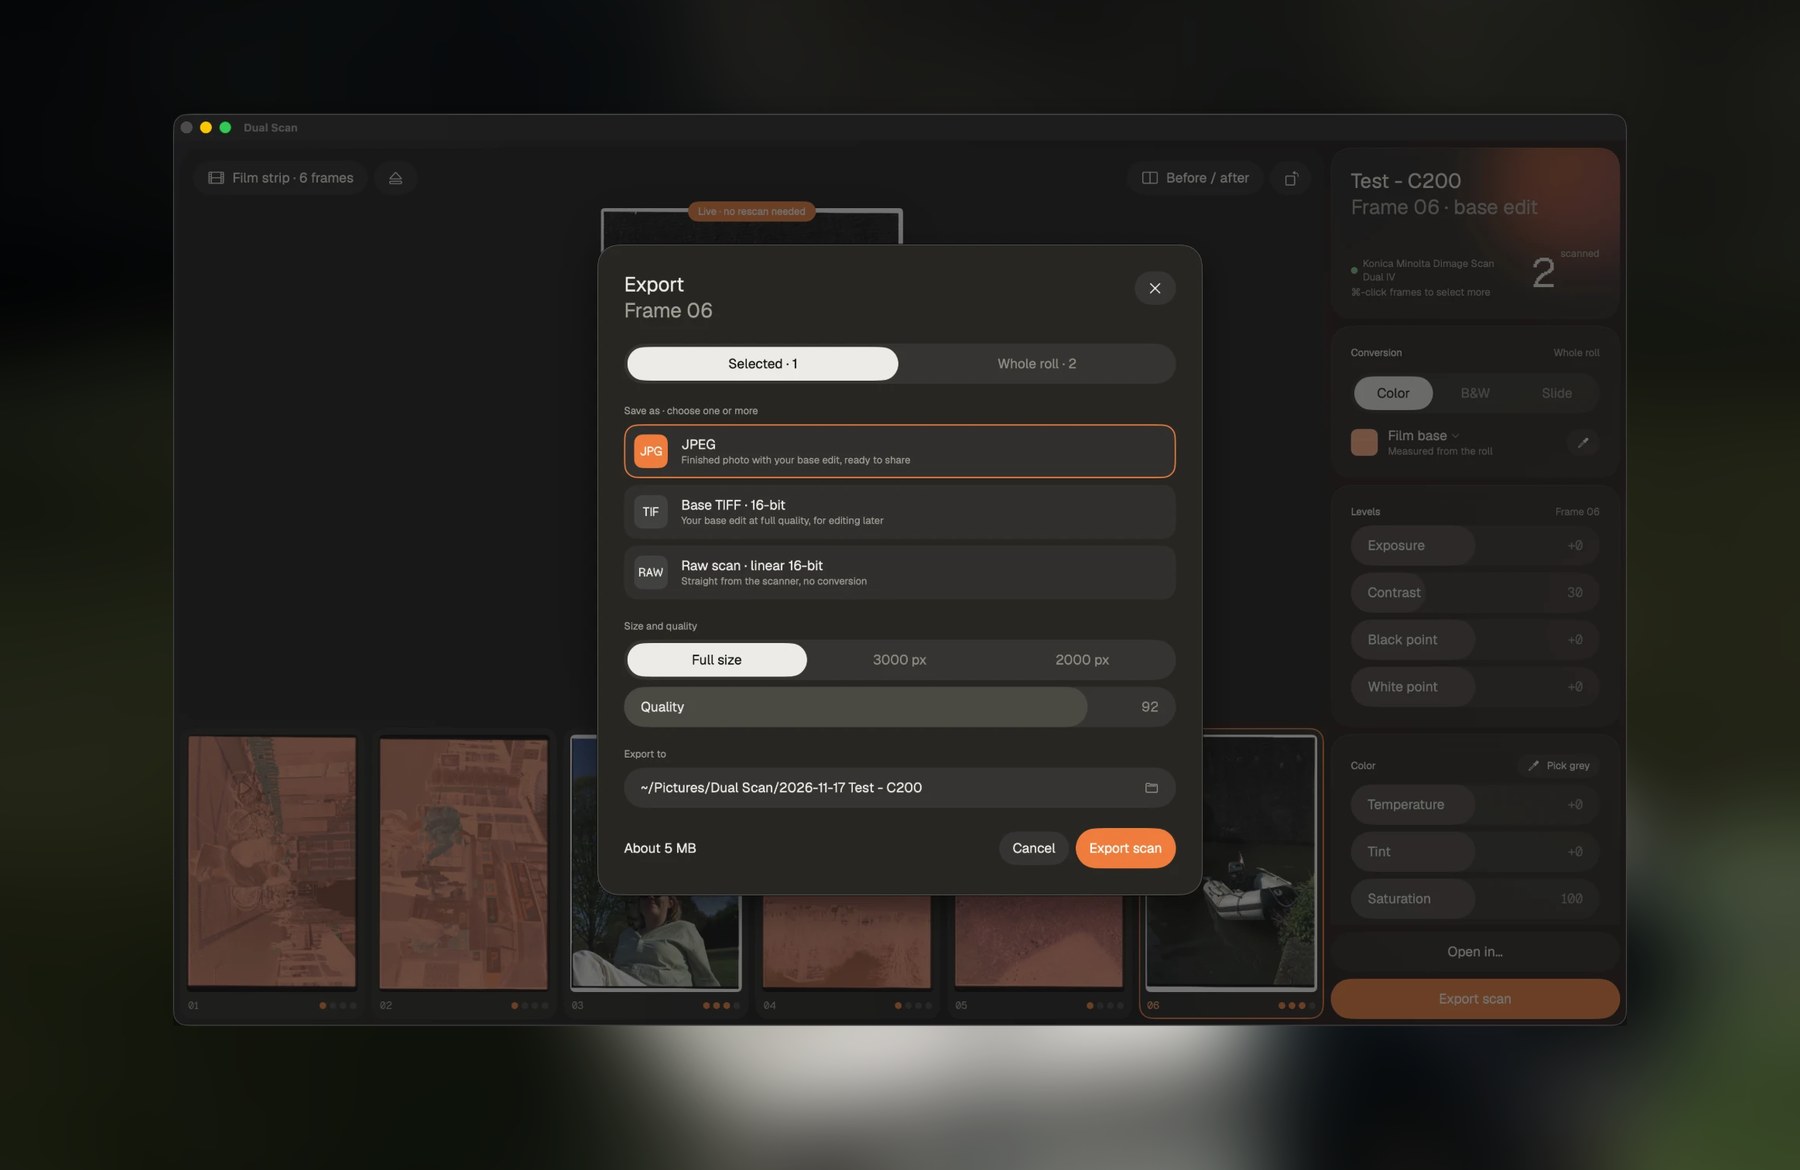 Dual Scan
Film strip · 6 frames
Before / after
Live · no rescan needed
Test - C200
Frame 06 · base edit
Konica Minolta Dimage Scan
Dual IV
⌘-click frames to select more
2
scanned
Conversion
Whole roll
Color
B&W
Slide
Film base
Measured from the roll
Levels
Frame 06
Exposure
+0
Contrast
30
Black point
+0
White point
+0
Color
Pick grey
Temperature
+0
Tint
+0
Saturation
100
Open in...
Export scan
Export
Frame 06
Selected · 1
Whole roll · 2
Save as · choose one or more
JPG
JPEG
Finished photo with your base edit, ready to share
TIF
Base TIFF · 16-bit
Your base edit at full quality, for editing later
RAW
Raw scan · linear 16-bit
Straight from the scanner, no conversion
Size and quality
Full size
3000 px
2000 px
Quality
92
Export to
~/Pictures/Dual Scan/2026-11-17 Test - C200
About 5 MB
Cancel
Export scan
01
02
03
04
05
06